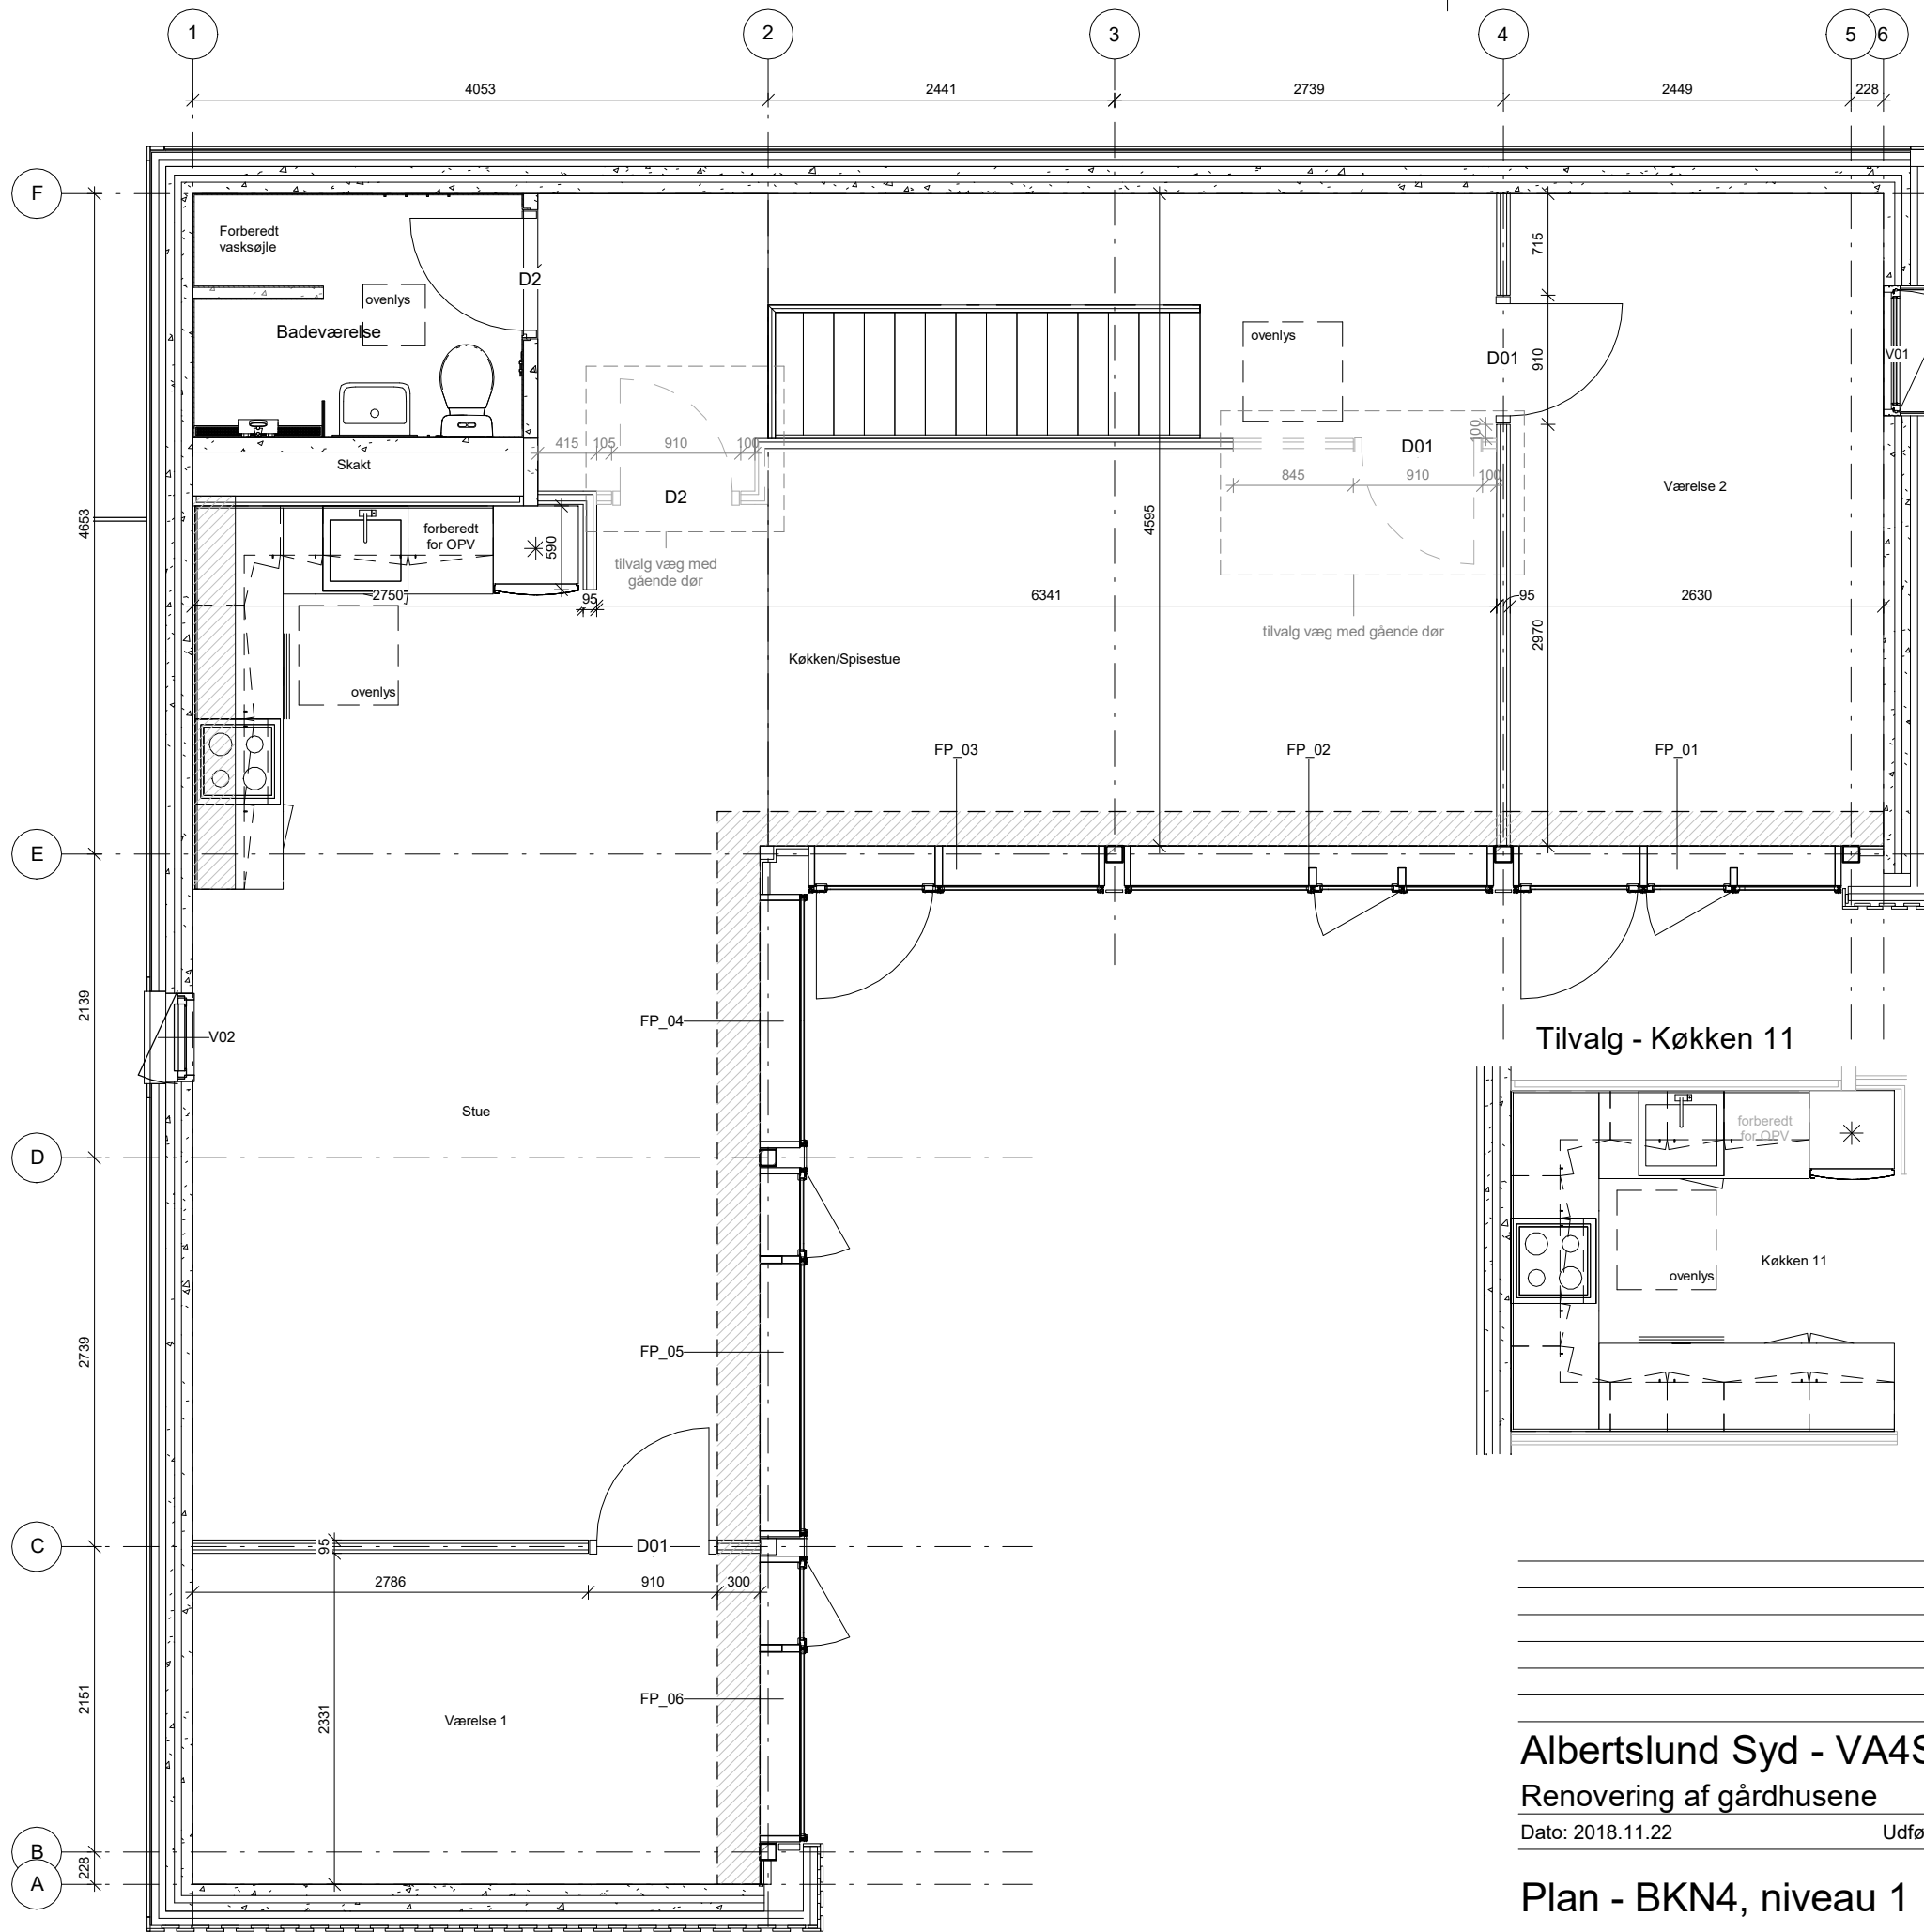 1
2
3
4
5
6
4053
2441
2739
2449
228
F
Forberedt
vasksøjle
D2
ovenlys
Badeværelse
ovenlys
715
910
D01
V01
415
105
910
100
D01
100
Skakt
845
910
100
D2
Værelse 2
4653
forberedt
for OPV
590
4595
tilvalg væg med
gående dør
2750
95
6341
95
2630
tilvalg væg med gående dør
2970
Køkken/Spisestue
ovenlys
FP_03
FP_02
FP_01
E
2139
FP_04
V02
Tilvalg - Køkken 11
Stue
forberedt
for OPV
D
Køkken 11
ovenlys
2739
FP_05
C
95
D01
2786
910
300
2151
2331
FP_06
Værelse 1
Albertslund Syd - VA4S
Renovering af gårdhusene
Dato: 2018.11.22
Udfø
B
228
A
Plan - BKN4, niveau 1